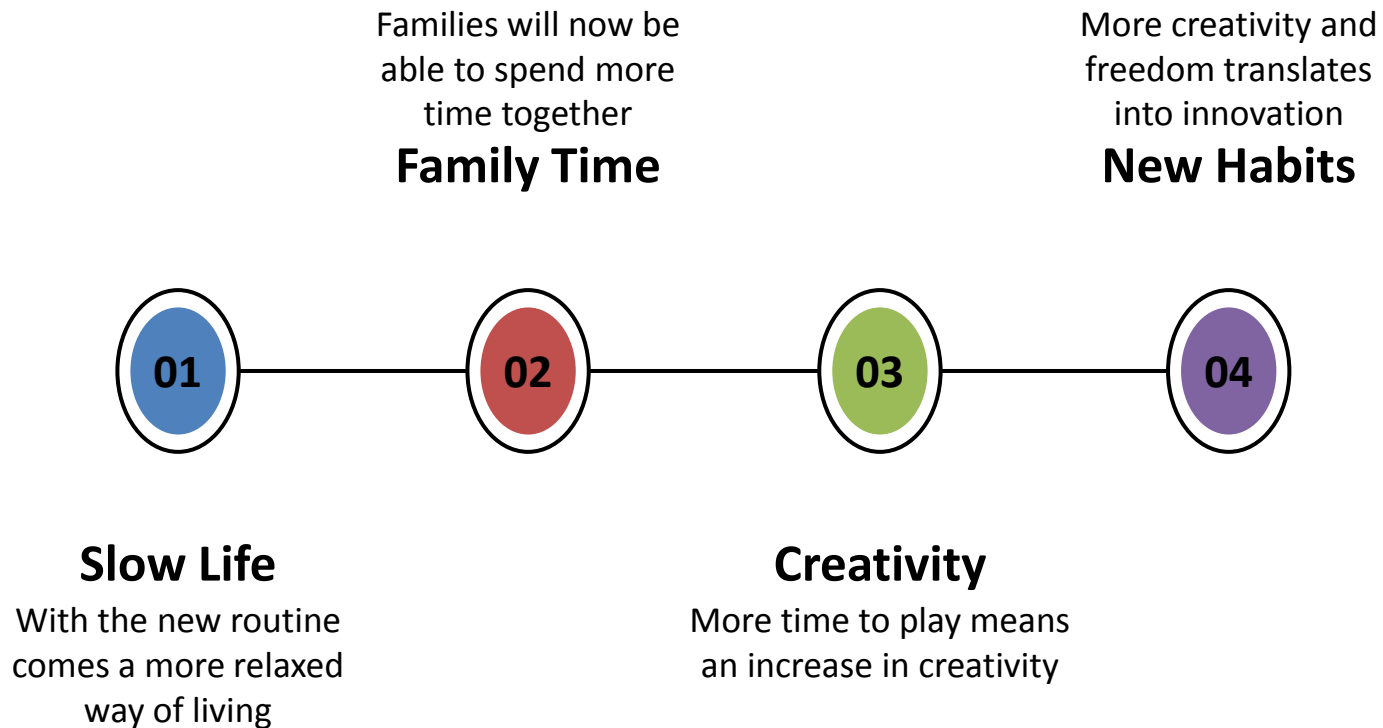 01
Slow Life
With the new routine
comes a more relaxed
way of living
Families will now be
able to spend more
time together
Family Time
02
03
Creativity
More time to play means
an increase in creativity
More creativity and
freedom translates
into innovation
New Habits
04